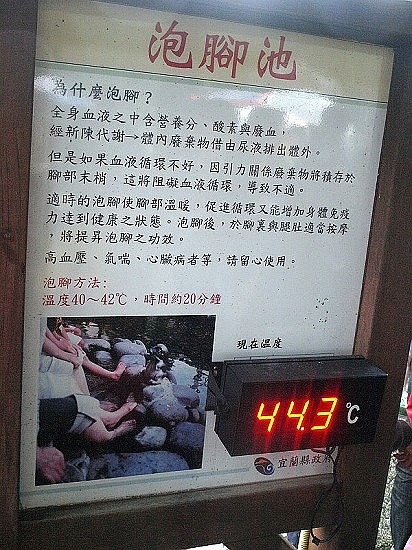 泡腳池
為什麼泡腳？
全身血液之中含營養分、酸素與廢血，
經新陳代謝→體內廢棄物借由尿液排出體外。
但是如果血液循環不好，因引力關係廢棄物將積存於
腳部末梢，這將阻礙血液循環，導致不適。
適時的泡腳使腳部溫暖，促進循環又能增加身體免疫
力達到健康之狀態。泡腳後，於腳裏與腿肚適當按摩
，將提昇泡腳之功效。
高血壓、氣喘、心臟病者等，請留心使用。
泡腳方法:
溫度40～42℃，時間約20分鐘
現在溫度
44.3℃
宜蘭縣政府